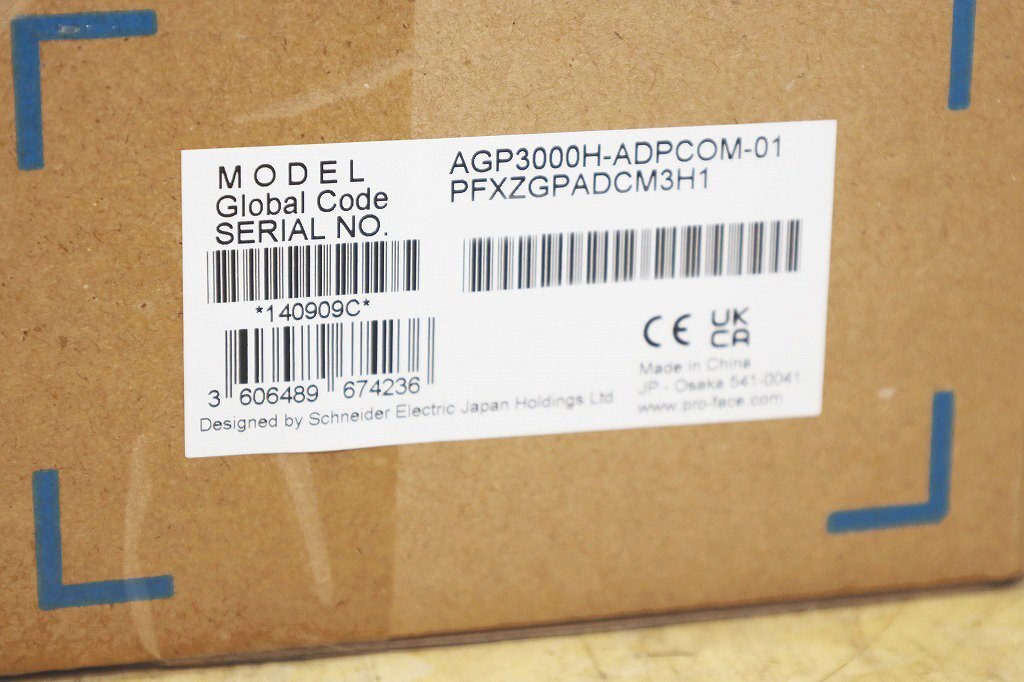 MODEL AGP3000H-ADPCOM-01
Global Code PFXZGPADCM3H1
SERIAL NO.
*140909C*
3 606489 674236
CE UK CA
Made in China
JP - Osaka 541-0041
www.pro-face.com
Designed by Schneider Electric Japan Holdings Ltd.